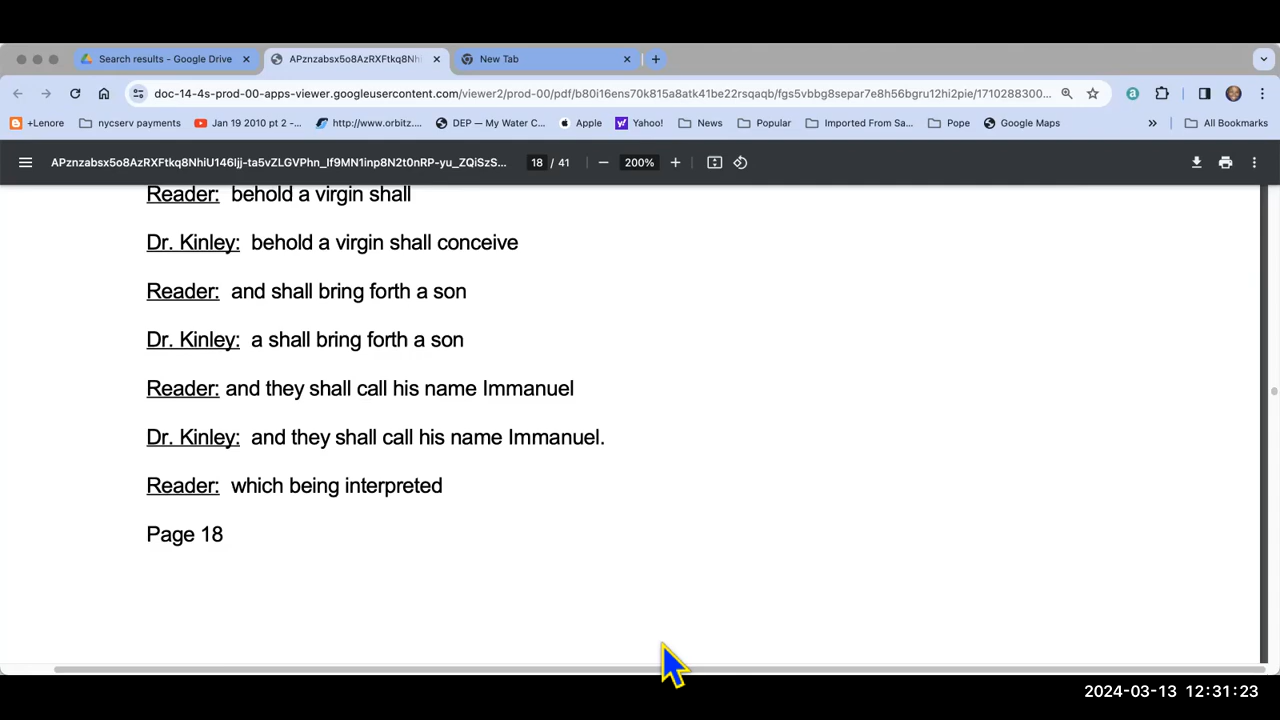 Search results - Google Drive
APznzabsx5o8AzRXFtkq8Nhi
New Tab
doc-14-4s-prod-00-apps-viewer.googleusercontent.com/viewer2/prod-00/pdf/b80i16ens70k815a8atk41be22rsqaqb/fgs5vbbg8separ7e8h56bgru12hi2pie/1710288300...
+Lenore
nycserv payments
Jan 19 2010 pt 2 -...
http://www.orbitz....
DEP — My Water C...
Apple
Yahoo!
News
Popular
Imported From Sa...
Pope
Google Maps
All Bookmarks
APznzabsx5o8AzRXFtkq8NhiU146Ijj-ta5vZLGVPhn_If9MN1inp8N2t0nRP-yu_ZQiSzS...
18 / 41
200%
Reader: behold a virgin shall
Dr. Kinley: behold a virgin shall conceive
Reader: and shall bring forth a son
Dr. Kinley: a shall bring forth a son
Reader: and they shall call his name Immanuel
Dr. Kinley: and they shall call his name Immanuel.
Reader: which being interpreted
Page 18
2024-03-13 12:31:23